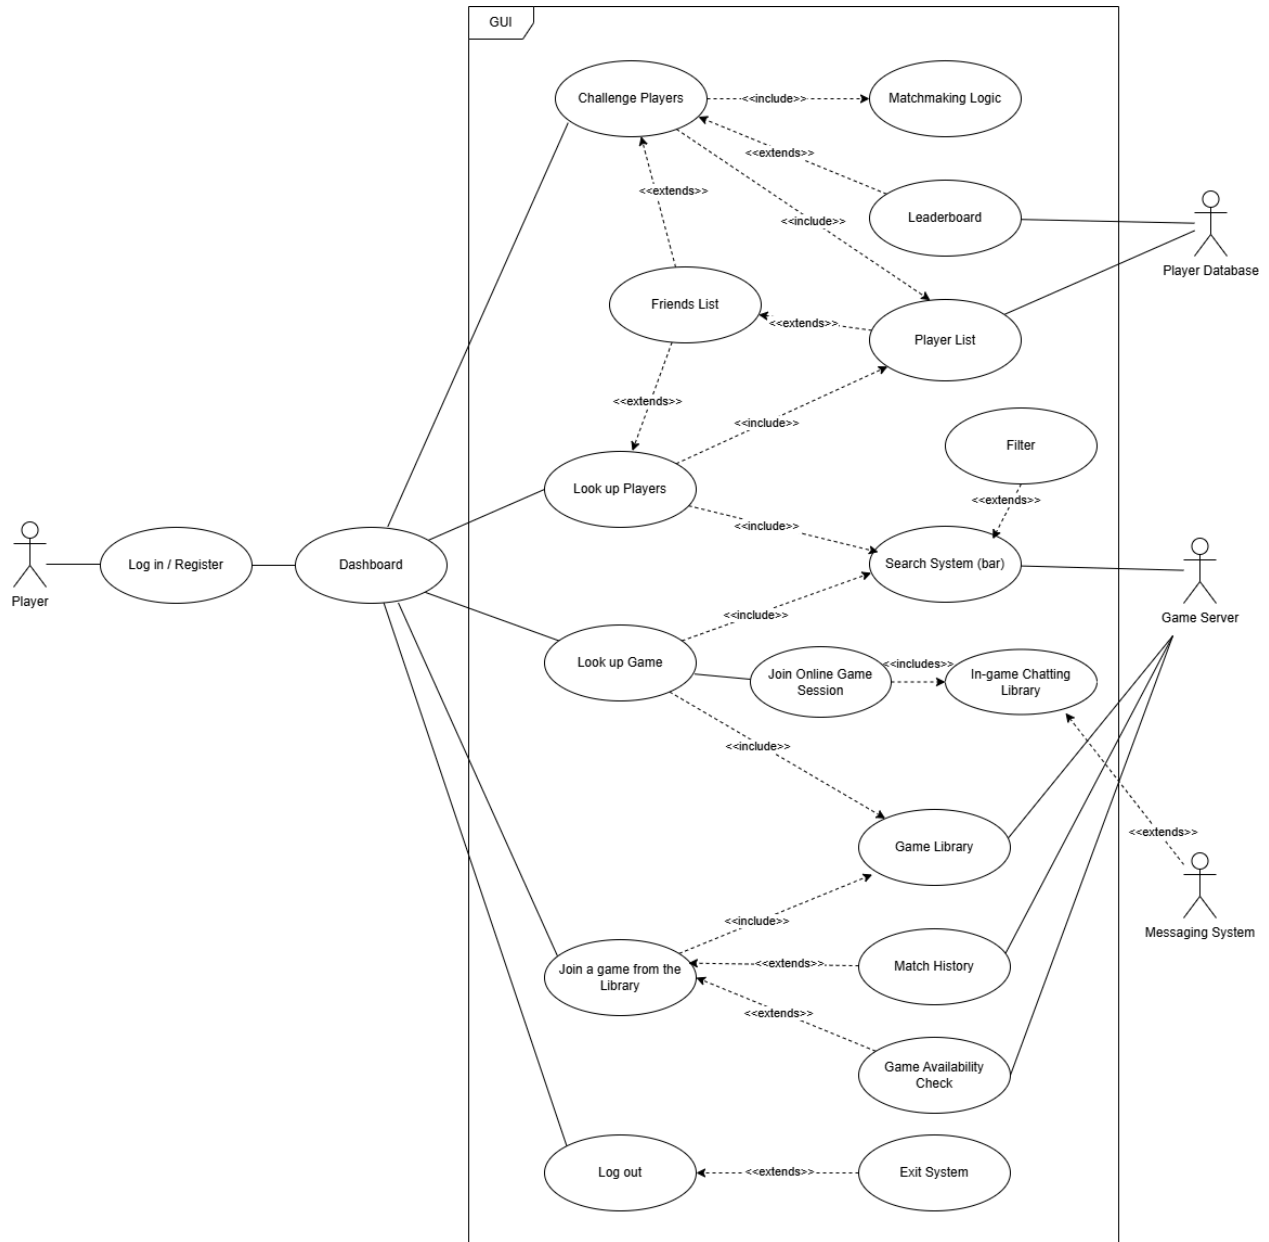 GUI
Challenge Players
<<include>>
Matchmaking Logic
<<extends>>
<<extends>>
Leaderboard
<<include>>
Player Database
Friends List
<<extends>>
Player List
<<extends>>
<<include>>
Filter
Look up Players
<<extends>>
<<include>>
Player
Log in / Register
Dashboard
Search System (bar)
Game Server
<<include>>
Look up Game
Join Online Game
Session
<<includes>>
In-game Chatting
Library
<<include>>
<<extends>>
Game Library
<<include>>
Messaging System
Join a game from the
Library
<<extends>>
Match History
<<extends>>
Game Availability
Check
Log out
<<extends>>
Exit System